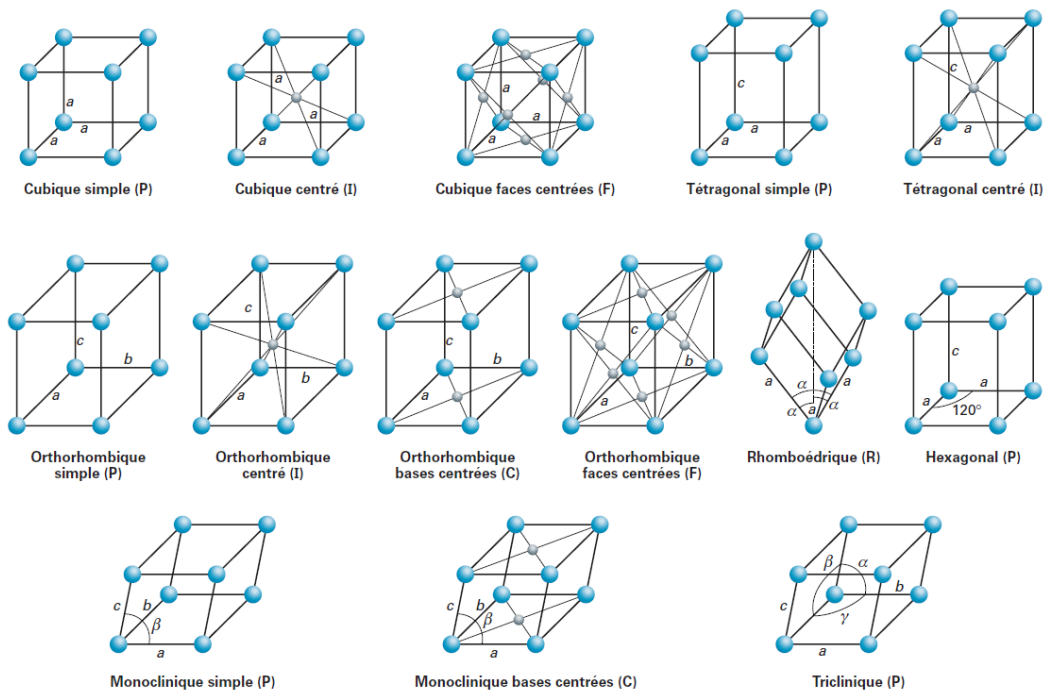 a
a
a
Cubique simple (P)
a
a
a
Cubique centré (I)
a
a
a
Cubique faces centrées (F)
c
a
a
Tétragonal simple (P)
c
a
a
Tétragonal centré (I)
c
b
a
Orthorhombique
simple (P)
c
b
a
Orthorhombique
centré (I)
c
b
a
Orthorhombique
bases centrées (C)
c
b
a
Orthorhombique
faces centrées (F)
a
α
a
α
a
α
Rhomboédrique (R)
c
a
a
120°
Hexagonal (P)
c
b
β
a
Monoclinique simple (P)
c
b
β
a
Monoclinique bases centrées (C)
β
α
b
c
γ
a
Triclinique (P)